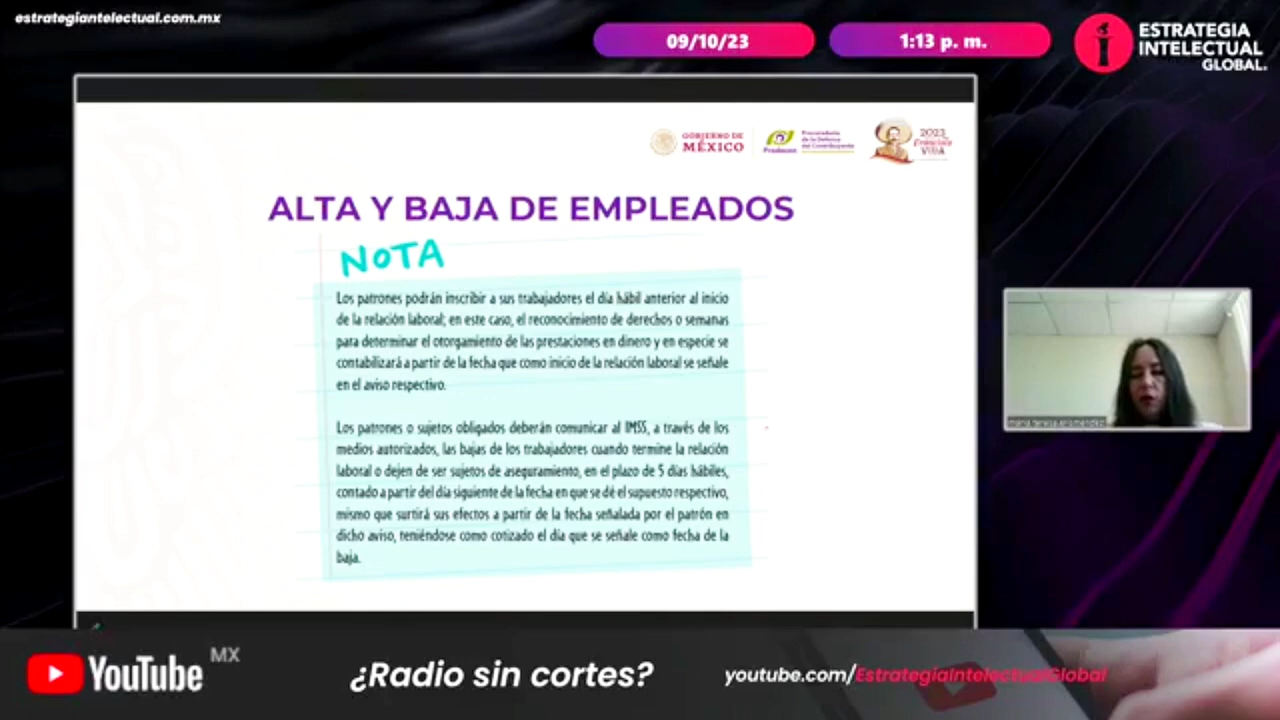 estrategiantelectual.com.mx
09/10/23
1:13 p. m.
ESTRATEGIA
INTELECTUAL
GLOBAL.
GOBIERNO DE
MÉXICO
Prodecon
Procuraduría
de la Defensa
del Contribuyente
2023
Francisco
VILLA
ALTA Y BAJA DE EMPLEADOS
NOTA
Los patrones podrán inscribir a sus trabajadores el día hábil anterior al inicio
de la relación laboral; en este caso, el reconocimiento de derechos o semanas
para determinar el otorgamiento de las prestaciones en dinero y en especie se
contabilizará a partir de la fecha que como inicio de la relación laboral se señale
en el aviso respectivo.
Los patrones o sujetos obligados deberán comunicar al IMSS, a través de los
medios autorizados, las bajas de los trabajadores cuando termine la relación
laboral o dejen de ser sujetos de aseguramiento, en el plazo de 5 días hábiles,
contado a partir del día siguiente de la fecha en que se dé el supuesto respectivo,
mismo que surtirá sus efectos a partir de la fecha señalada por el patrón en
dicho aviso, teniéndose como cotizado el día que se señale como fecha de la
baja.
YouTube MX
¿Radio sin cortes?
youtube.com/EstrategiaIntelectualGlobal